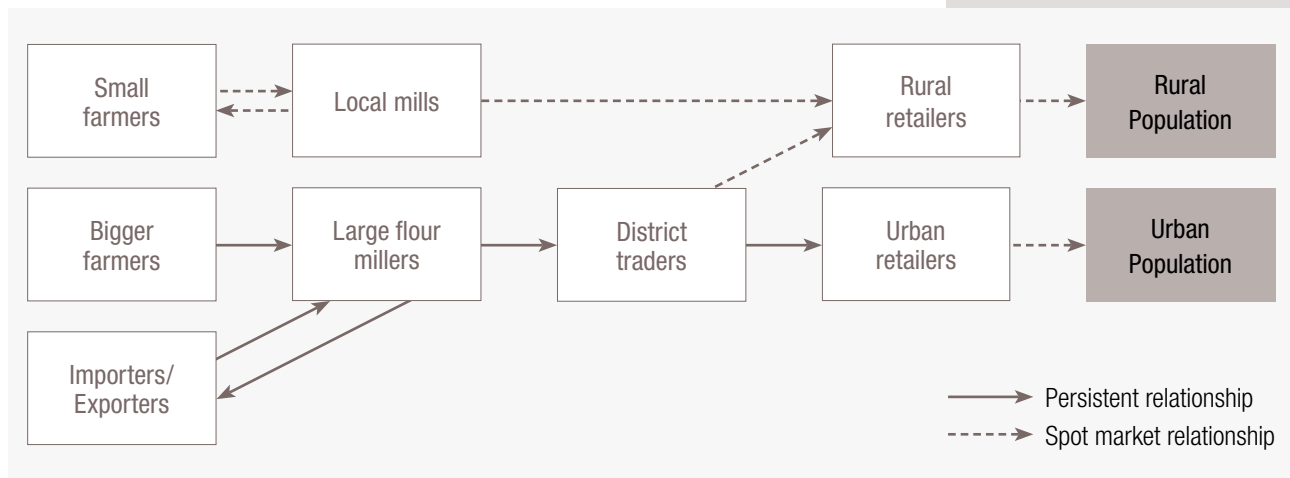 Small
farmers
Local mills
Rural
retailers
Rural
Population
Bigger
farmers
Large flour
millers
District
traders
Urban
retailers
Urban
Population
Importers/
Exporters
Persistent relationship
Spot market relationship